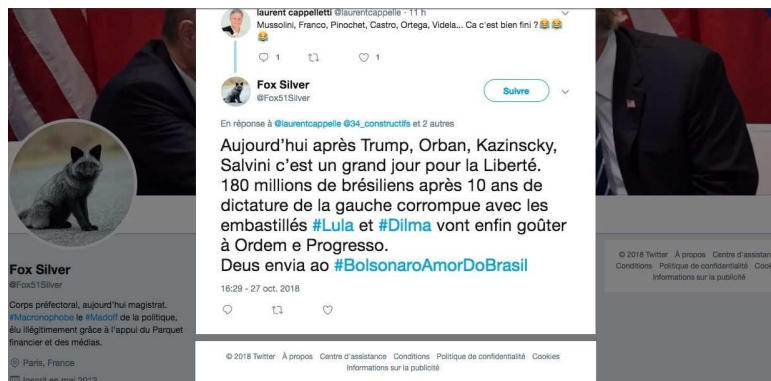 laurent cappelletti @laurentcappelle · 11 h
Mussolini, Franco, Pinochet, Castro, Ortega, Videla... Ca c'est bien fini ?😂😂
😂
1 1
Fox Silver
@Fox51Silver
Suivre
En réponse à @laurentcappelle @34_constructifs et 2 autres
Aujourd'hui après Trump, Orban, Kazinscky,
Salvini c'est un grand jour pour la Liberté.
180 millions de brésiliens après 10 ans de
dictature de la gauche corrompue avec les
embastillés #Lula et #Dilma vont enfin goûter
à Ordem e Progresso.
Deus envia ao #BolsonaroAmorDoBrasil
16:29 - 27 oct. 2018
© 2018 Twitter À propos Centre d'assistance Conditions Politique de confidentialité Cookies
Informations sur la publicité
Fox Silver
@Fox51Silver
Corps préfectoral, aujourd'hui magistrat.
#Macronophobe le #Madoff de la politique,
élu illégitimement grâce à l'appui du Parquet
financier et des médias.
Paris, France
Inscrit en mai 2012
© 2018 Twitter À propos Centre d'assistan
Conditions Politique de confidentialité Cook
Informations sur la publicité